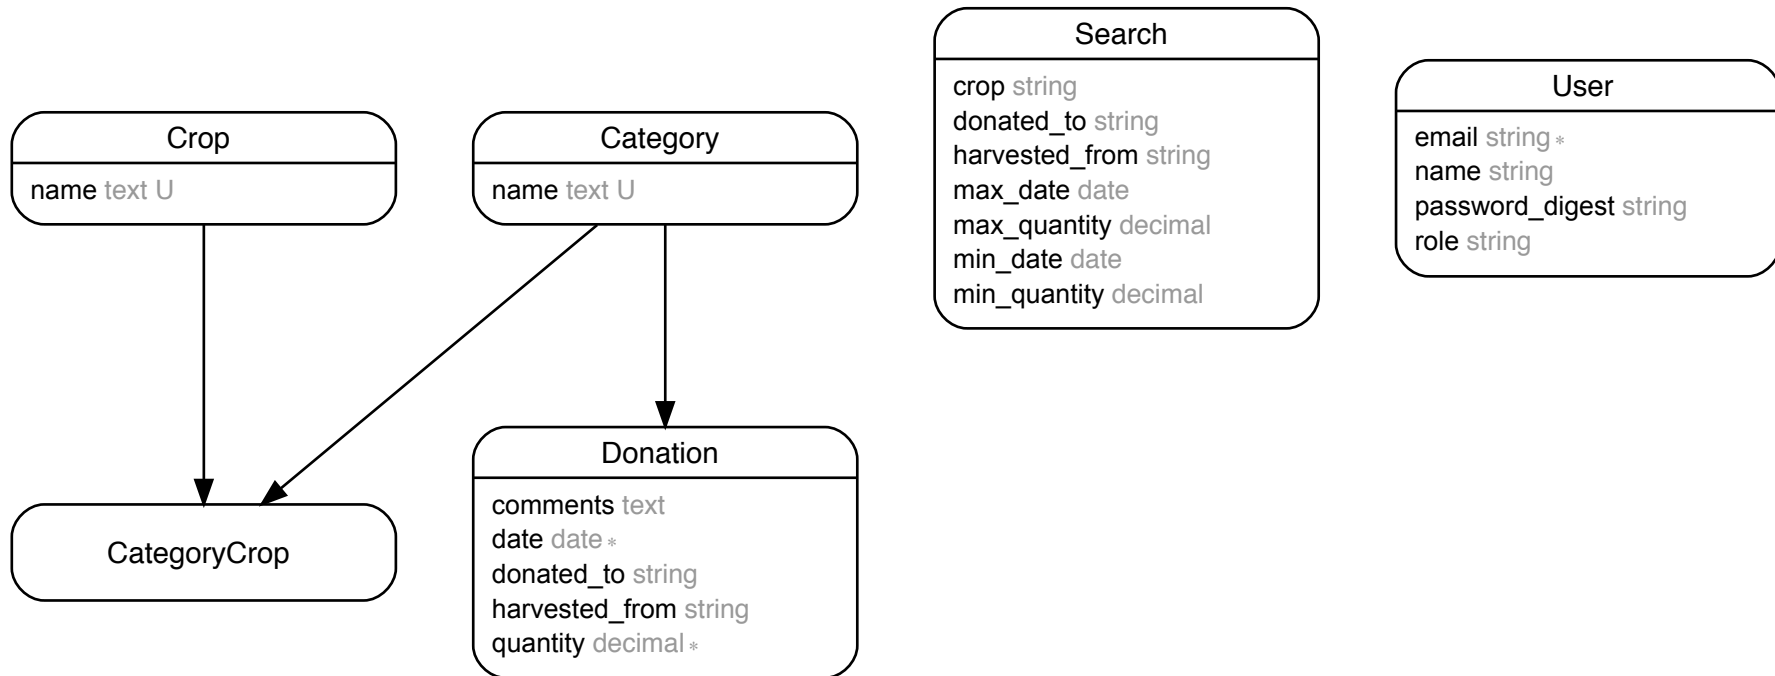 Crop
name text U
Category
name text U
Search
crop string
donated_to string
harvested_from string
max_date date
max_quantity decimal
min_date date
min_quantity decimal
User
email string *
name string
password_digest string
role string
CategoryCrop
Donation
comments text
date date *
donated_to string
harvested_from string
quantity decimal *